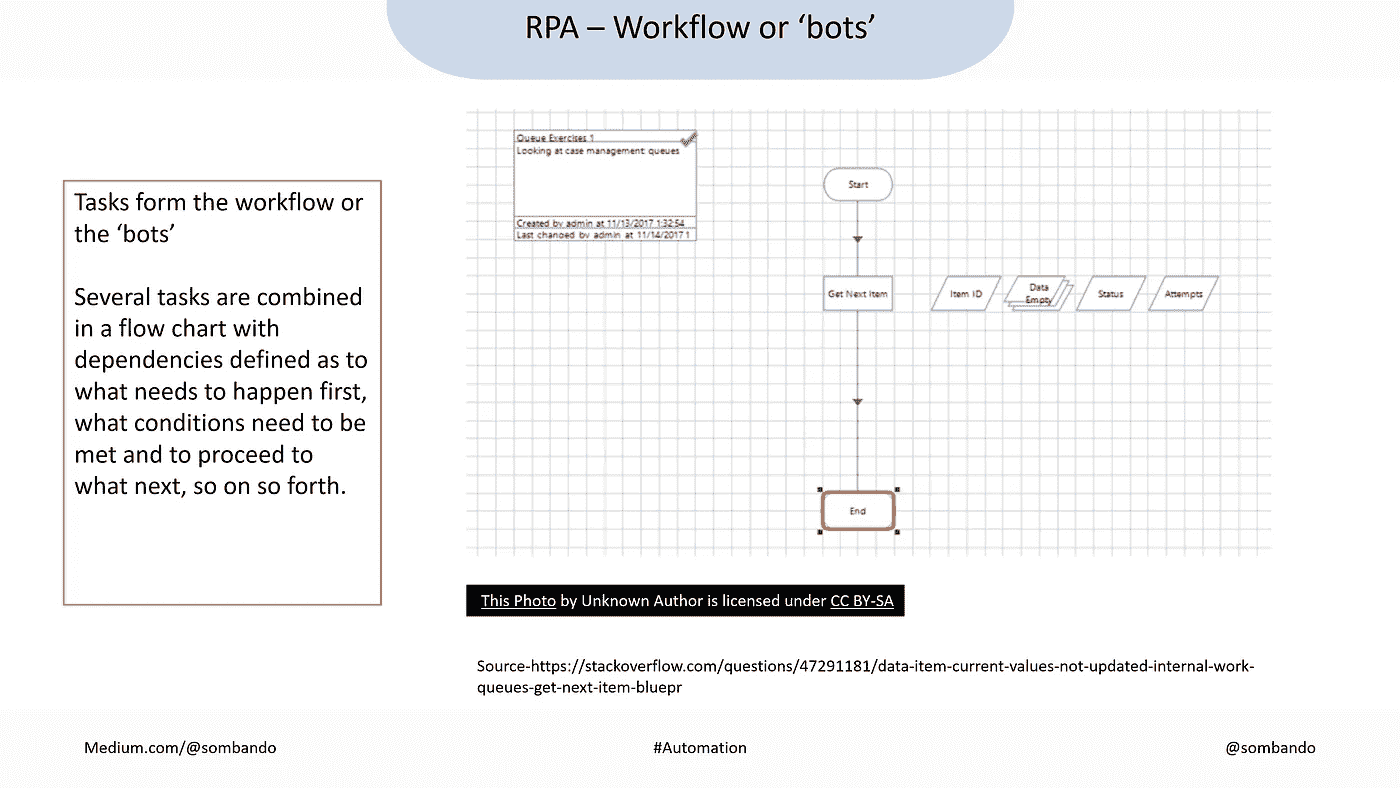 RPA – Workflow or ‘bots’
Tasks form the workflow or
the ‘bots’
Several tasks are combined
in a flow chart with
dependencies defined as to
what needs to happen first,
what conditions need to be
met and to proceed to
what next, so on so forth.
Queue Exercises 1
Looking at case management queues
Created by admin at 11/13/2017 1:32:54
Last changed by admin at 11/14/2017 1
Start
Get Next Item
Item ID
Data
Empty
Status
Attempts
End
This Photo by Unknown Author is licensed under CC BY-SA
Source-https://stackoverflow.com/questions/47291181/data-item-current-values-not-updated-internal-work-
queues-get-next-item-bluepr
Medium.com/@sombando
#Automation
@sombando